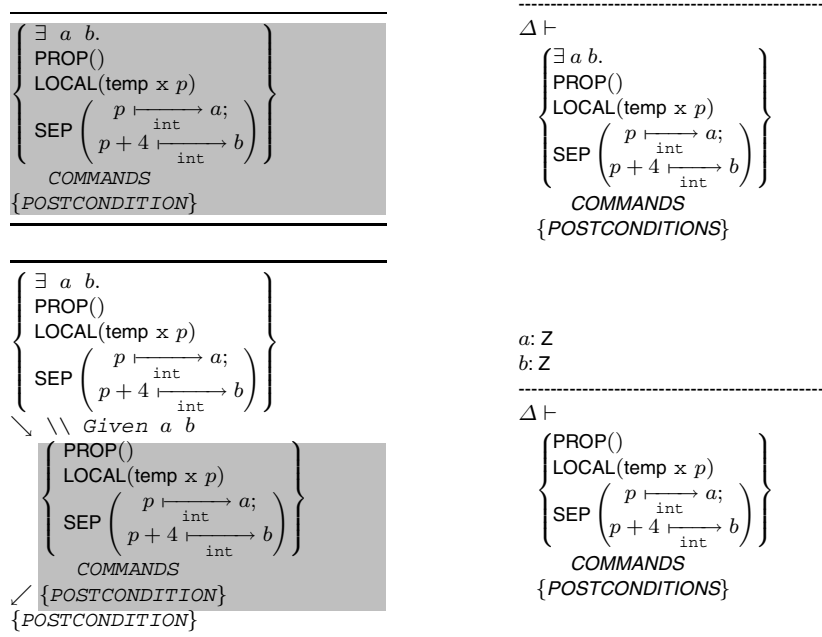 ∃ a b.
PROP()
LOCAL(temp x p)
SEP ( p ⟼ a;
int
p + 4 ⟼ b )
int
COMMANDS
{POSTCONDITION}
∃ a b.
PROP()
LOCAL(temp x p)
SEP ( p ⟼ a;
int
p + 4 ⟼ b )
int
↘ \\ Given a b
PROP()
LOCAL(temp x p)
SEP ( p ⟼ a;
int
p + 4 ⟼ b )
int
COMMANDS
↙ {POSTCONDITION}
{POSTCONDITION}
Δ ⊢
∃ a b.
PROP()
LOCAL(temp x p)
SEP ( p ⟼ a;
int
p + 4 ⟼ b )
int
COMMANDS
{POSTCONDITIONS}
a: Z
b: Z
Δ ⊢
PROP()
LOCAL(temp x p)
SEP ( p ⟼ a;
int
p + 4 ⟼ b )
int
COMMANDS
{POSTCONDITIONS}